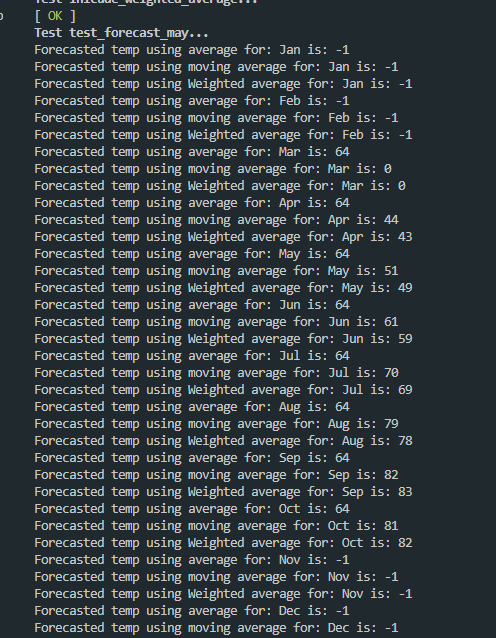 [ OK ]
Test test_forecast_may...
Forecasted temp using average for: Jan is: -1
Forecasted temp using moving average for: Jan is: -1
Forecasted temp using Weighted average for: Jan is: -1
Forecasted temp using average for: Feb is: -1
Forecasted temp using moving average for: Feb is: -1
Forecasted temp using Weighted average for: Feb is: -1
Forecasted temp using average for: Mar is: 64
Forecasted temp using moving average for: Mar is: 0
Forecasted temp using Weighted average for: Mar is: 0
Forecasted temp using average for: Apr is: 64
Forecasted temp using moving average for: Apr is: 44
Forecasted temp using Weighted average for: Apr is: 43
Forecasted temp using average for: May is: 64
Forecasted temp using moving average for: May is: 51
Forecasted temp using Weighted average for: May is: 49
Forecasted temp using average for: Jun is: 64
Forecasted temp using moving average for: Jun is: 61
Forecasted temp using Weighted average for: Jun is: 59
Forecasted temp using average for: Jul is: 64
Forecasted temp using moving average for: Jul is: 70
Forecasted temp using Weighted average for: Jul is: 69
Forecasted temp using average for: Aug is: 64
Forecasted temp using moving average for: Aug is: 79
Forecasted temp using Weighted average for: Aug is: 78
Forecasted temp using average for: Sep is: 64
Forecasted temp using moving average for: Sep is: 82
Forecasted temp using Weighted average for: Sep is: 83
Forecasted temp using average for: Oct is: 64
Forecasted temp using moving average for: Oct is: 81
Forecasted temp using Weighted average for: Oct is: 82
Forecasted temp using average for: Nov is: -1
Forecasted temp using moving average for: Nov is: -1
Forecasted temp using Weighted average for: Nov is: -1
Forecasted temp using average for: Dec is: -1
Forecasted temp using moving average for: Dec is: -1